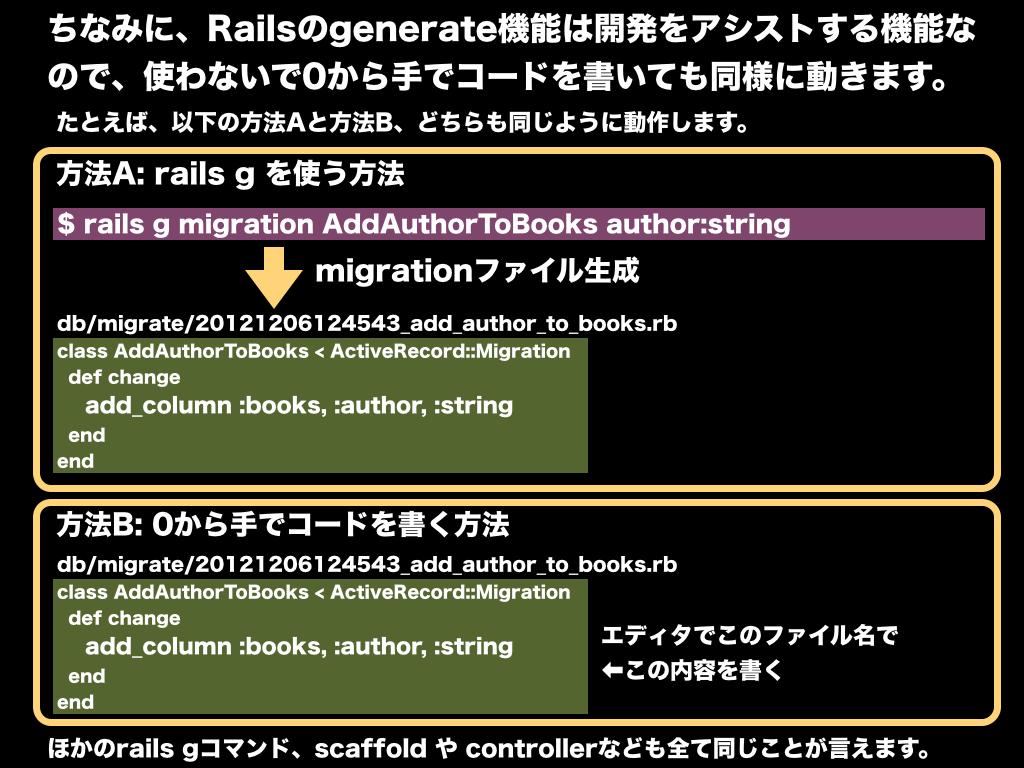 ちなみに、Railsのgenerate機能は開発をアシストする機能な
ので、使わないで0から手でコードを書いても同様に動きます。
たとえば、以下の方法Aと方法B、どちらも同じように動作します。
方法A: rails g を使う方法
$ rails g migration AddAuthorToBooks author:string
migrationファイル生成
db/migrate/20121206124543_add_author_to_books.rb
class AddAuthorToBooks < ActiveRecord::Migration
def change
add_column :books, :author, :string
end
end
方法B: 0から手でコードを書く方法
db/migrate/20121206124543_add_author_to_books.rb
class AddAuthorToBooks < ActiveRecord::Migration
def change
add_column :books, :author, :string
end
end
エディタでこのファイル名で
⬅この内容を書く
ほかのrails gコマンド、scaffold や controllerなども全て同じことが言えます。